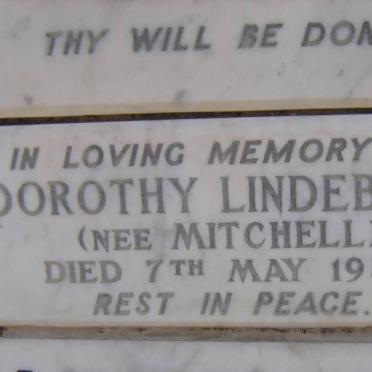 THY WILL BE DON
IN LOVING MEMORY
DOROTHY LINDEB
(NEE MITCHELL)
DIED 7TH MAY 19
REST IN PEACE.